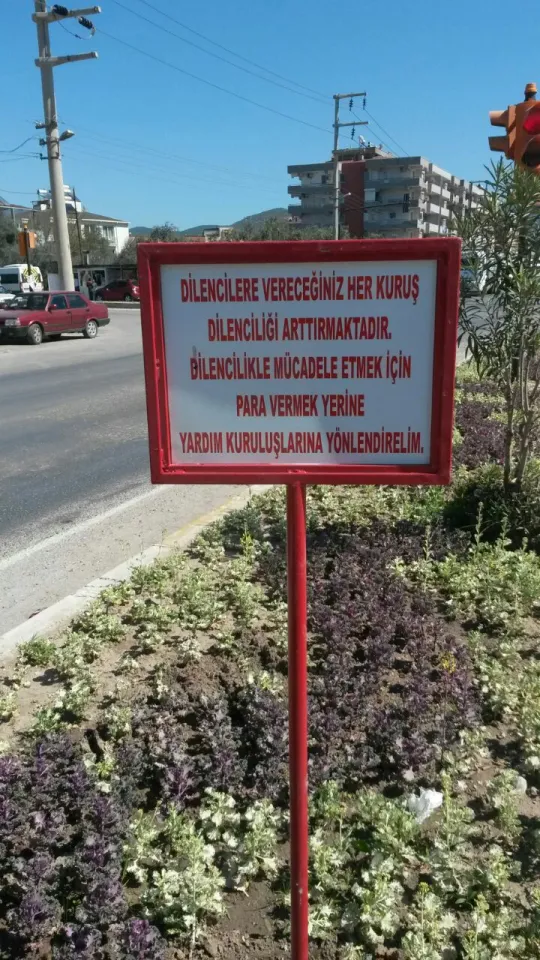 DİLENCİLERE VERECEĞİNİZ HER KURUŞ
DİLENCİLİĞİ ARTTIRMAKTADIR.
DİLENCİLİKLE MÜCADELE ETMEK İÇİN
PARA VERMEK YERİNE
YARDIM KURULUŞLARINA YÖNLENDİRELİM.